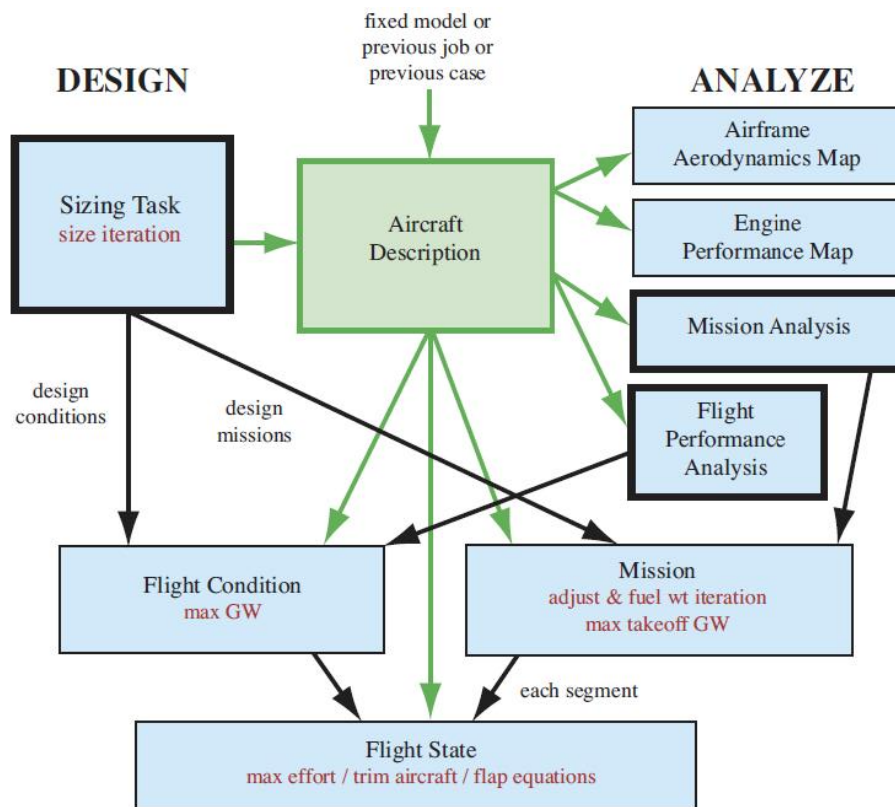 fixed model or
previous job or
previous case
DESIGN
ANALYZE
Sizing Task
size iteration
Aircraft
Description
Airframe
Aerodynamics Map
Engine
Performance Map
Mission Analysis
Flight
Performance
Analysis
design
conditions
design
missions
Flight Condition
max GW
Mission
adjust & fuel wt iteration
max takeoff GW
each segment
Flight State
max effort / trim aircraft / flap equations